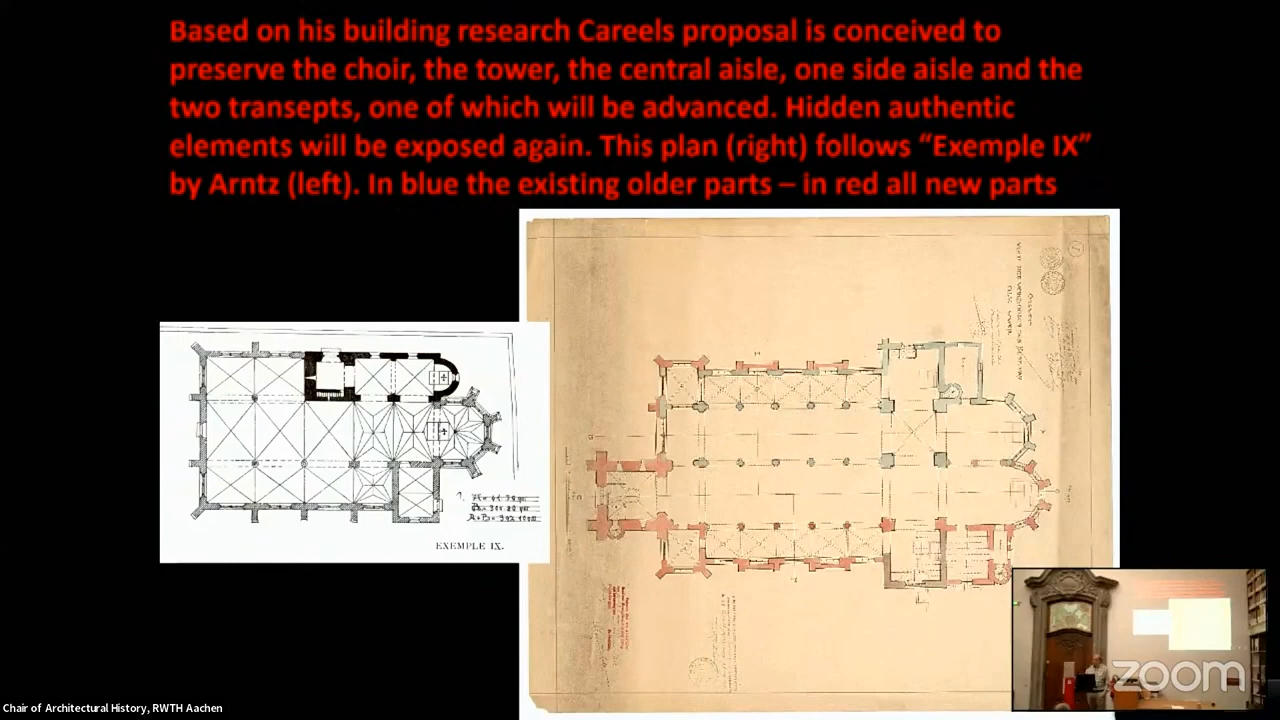 Based on his building research Careels proposal is conceived to
preserve the choir, the tower, the central aisle, one side aisle and the
two transepts, one of which will be advanced. Hidden authentic
elements will be exposed again. This plan (right) follows “Exemple IX”
by Arntz (left). In blue the existing older parts – in red all new parts
EXEMPLE IX.
zoom
Chair of Architectural History, RWTH Aachen